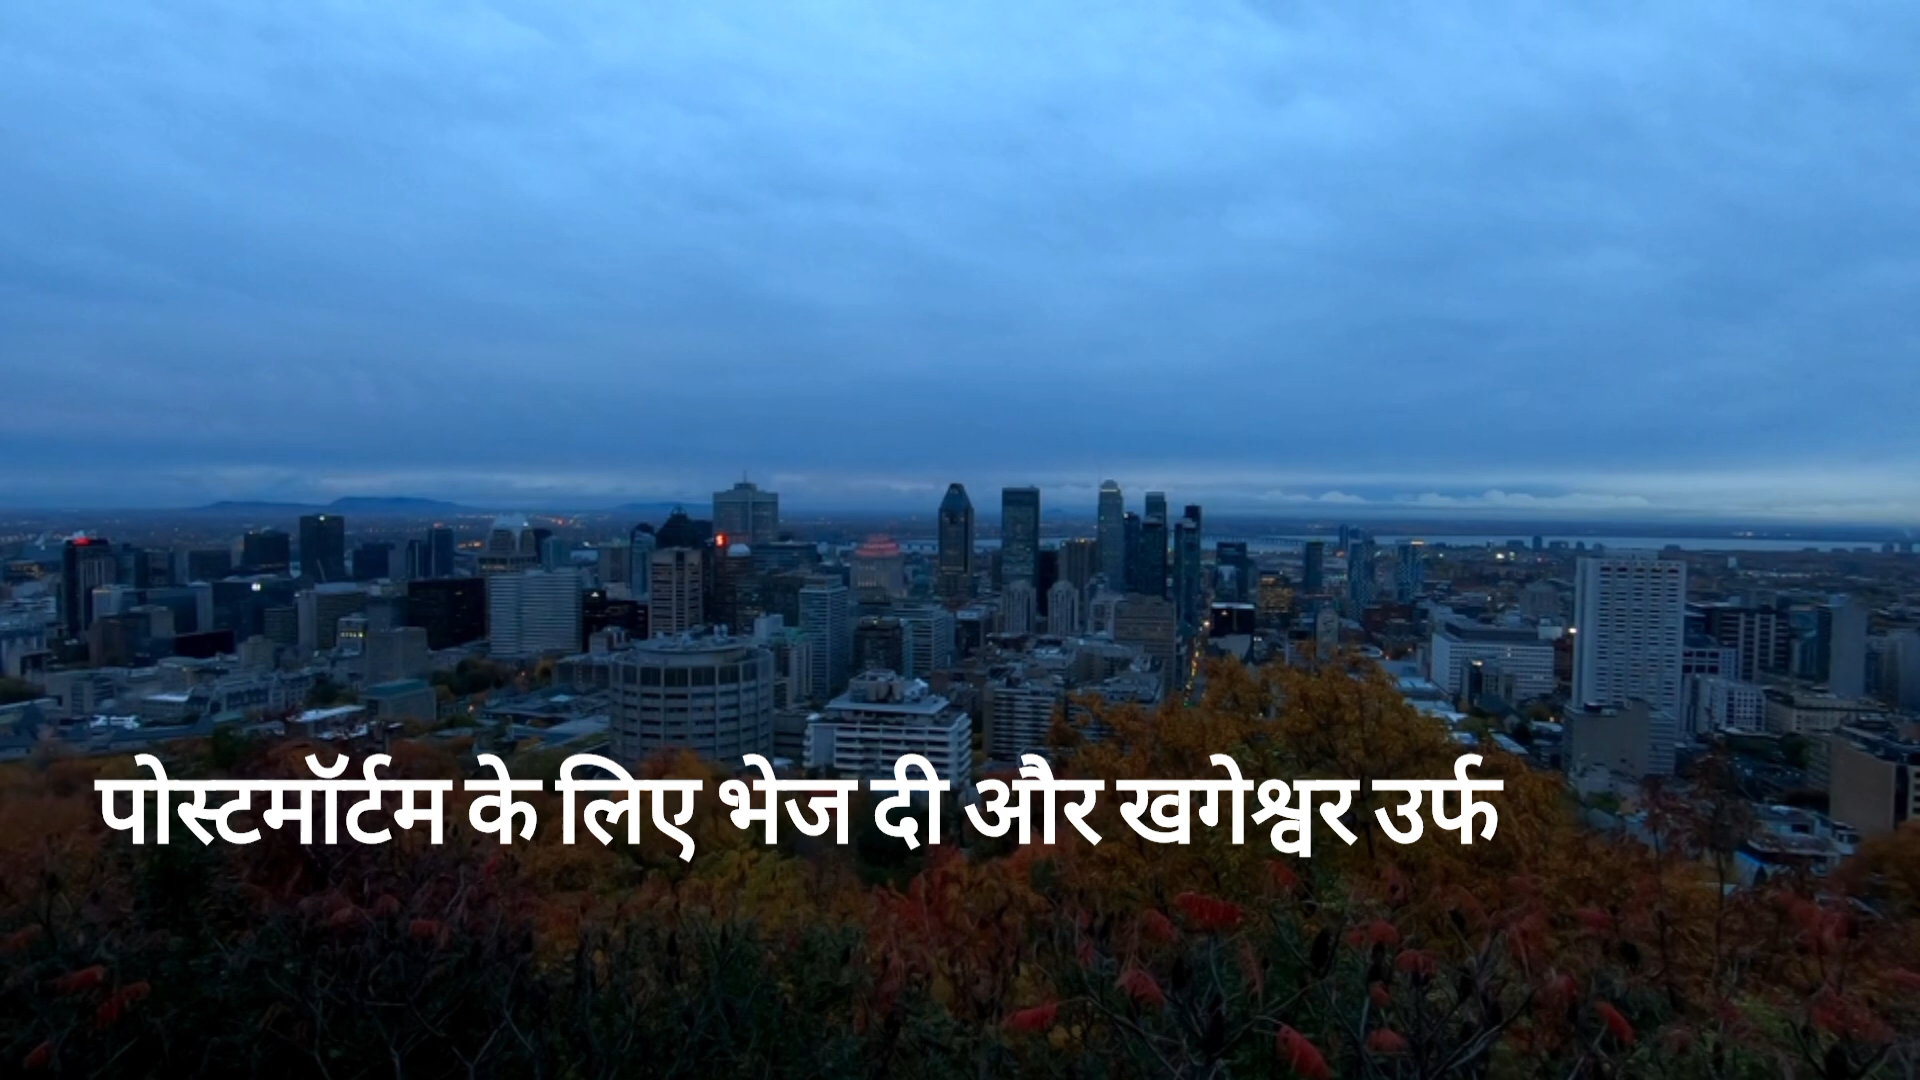 पोस्टमॉर्टम के लिए भेज दी और खगेश्वर उर्फ